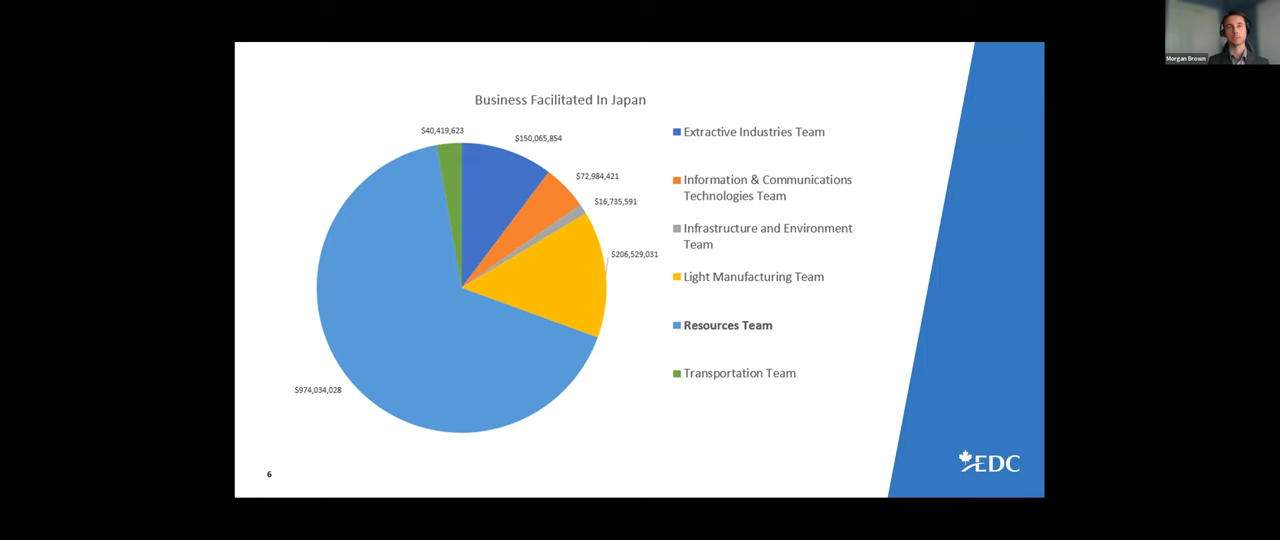 Morgan Brown
Business Facilitated In Japan
$40,419,623
$150,065,854
$72,984,421
$16,735,591
$206,529,031
$974,034,028
Extractive Industries Team
Information & Communications
Technologies Team
Infrastructure and Environment
Team
Light Manufacturing Team
Resources Team
Transportation Team
6
EDC